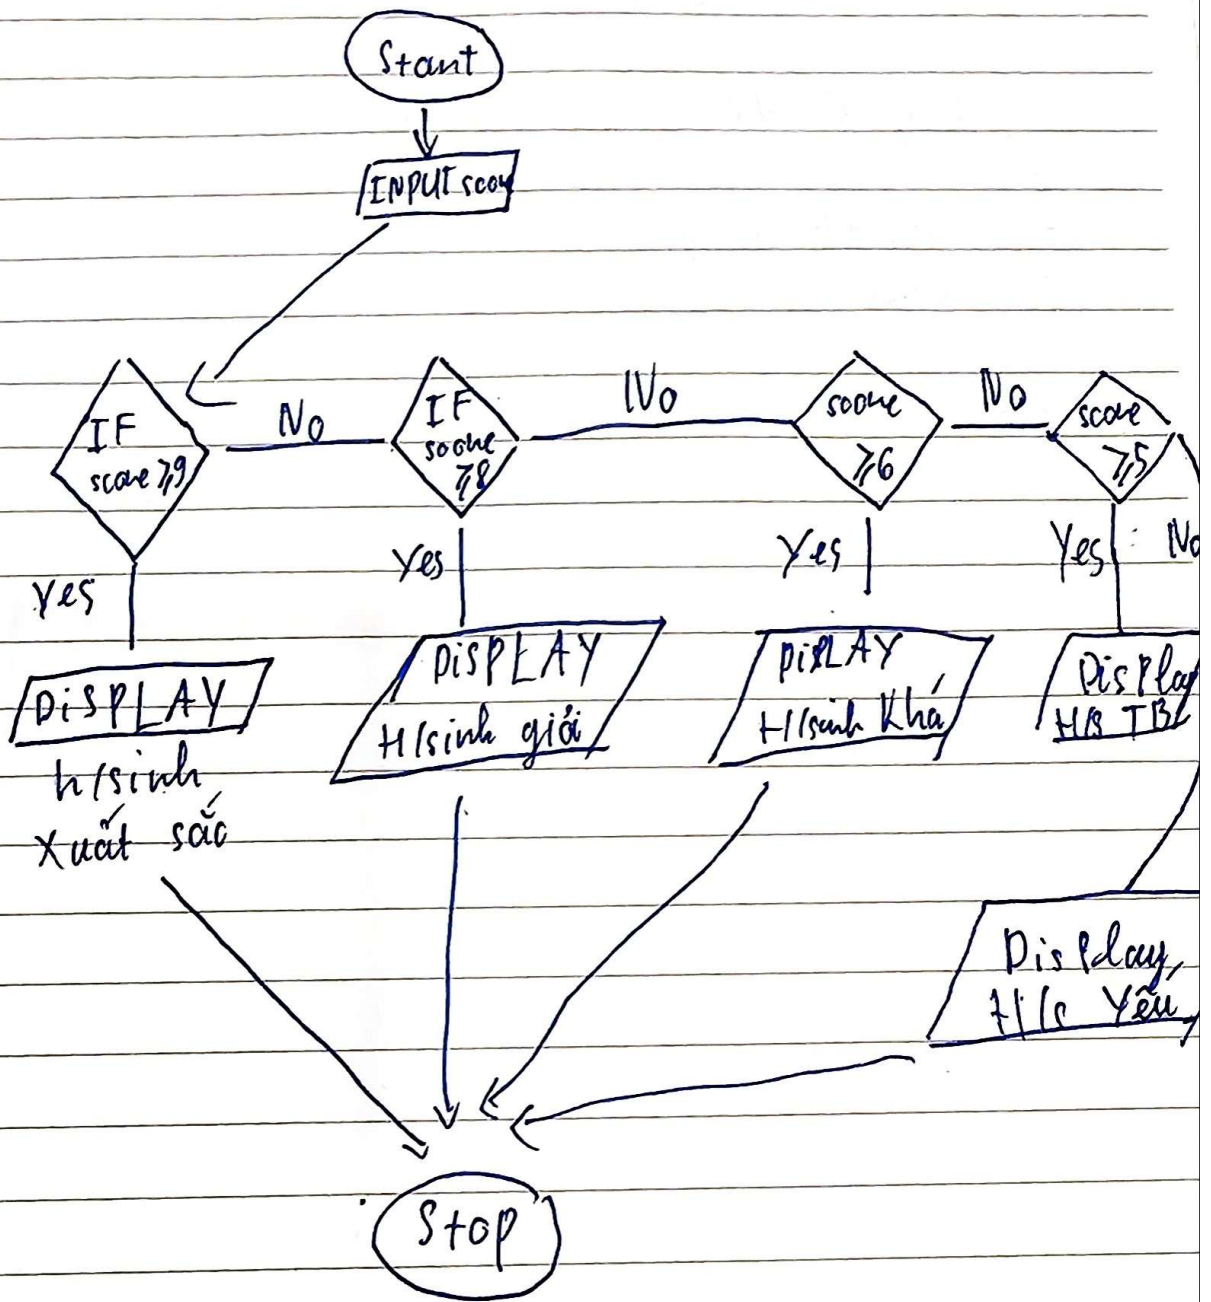 Start
INPUT score
IF
score ≥9
No
IF
score
≥8
No
score
≥6
No
score
≥5
Yes
Yes
Yes
Yes
No
DiSPLAY
h/sinh
Xuất sắc
DiSPLAY
H/sinh giỏi
DiSPLAY
H/sinh Khá
Display
H/s TB
Display
H/s Yếu
Stop